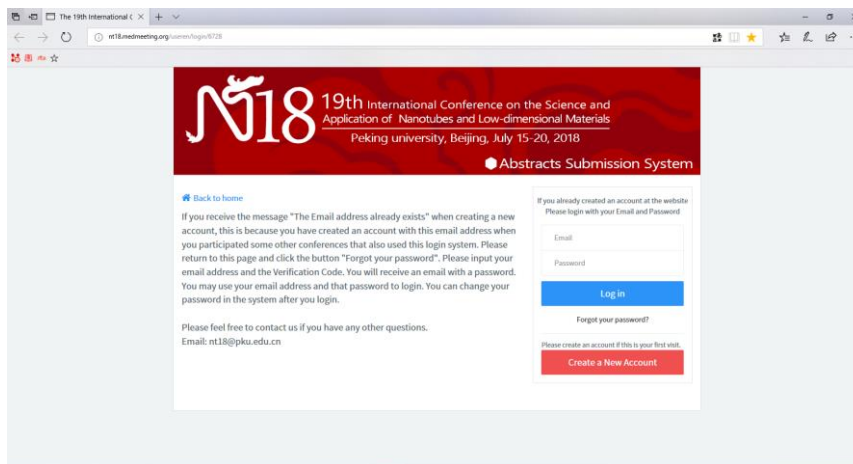 The 19th International C
nt18.medmeeting.org/useren/login/6728
N18
19th International Conference on the Science and
Application of Nanotubes and Low-dimensional Materials
Peking university, Beijing, July 15-20, 2018
Abstracts Submission System
Back to home
If you receive the message "The Email address already exists" when creating a new
account, this is because you have created an account with this email address when
you participated some other conferences that also used this login system. Please
return to this page and click the button "Forgot your password". Please input your
email address and the Verification Code. You will receive an email with a password.
You may use your email address and that password to login. You can change your
password in the system after you login.
Please feel free to contact us if you have any other questions.
Email: nt18@pku.edu.cn
If you already created an account at the website
Please login with your Email and Password
Email
Password
Log in
Forgot your password?
Please create an account if this is your first visit.
Create a New Account